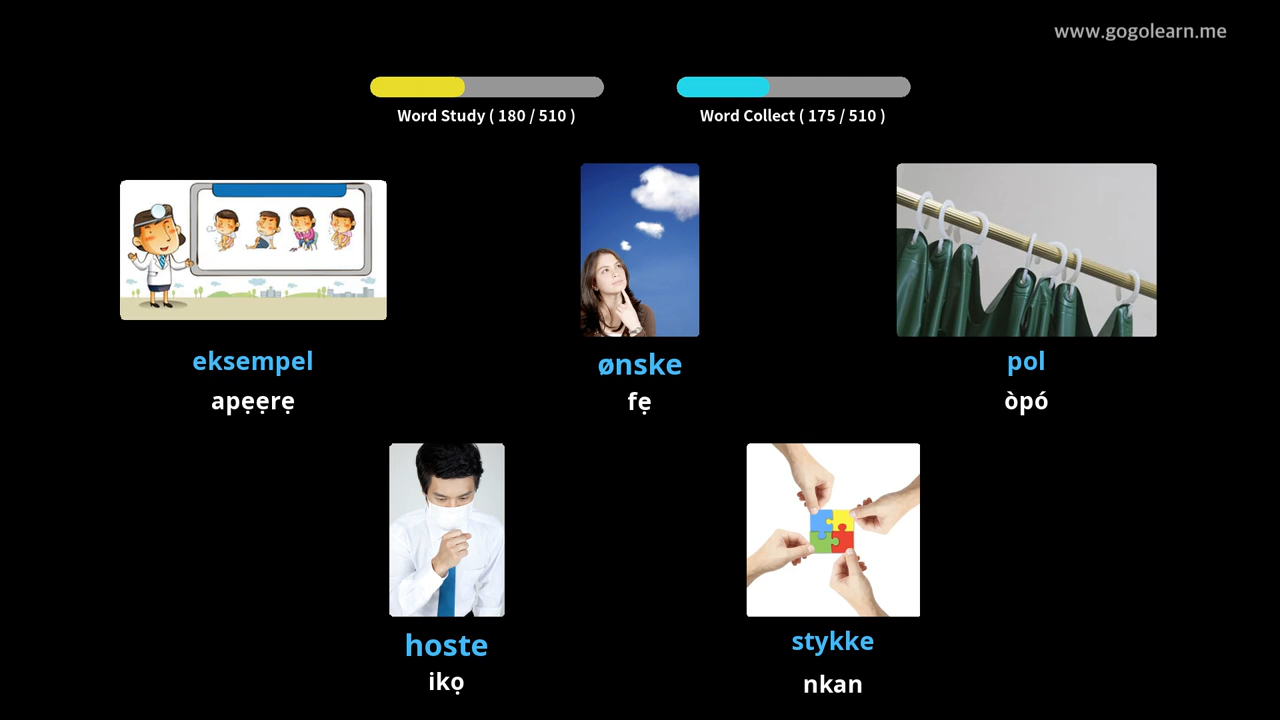 www.gogolearn.me
Word Study ( 180 / 510 )
Word Collect ( 175 / 510 )
eksempel
apẹẹrẹ
ønske
fẹ
pol
òpó
hoste
ikọ
stykke
nkan